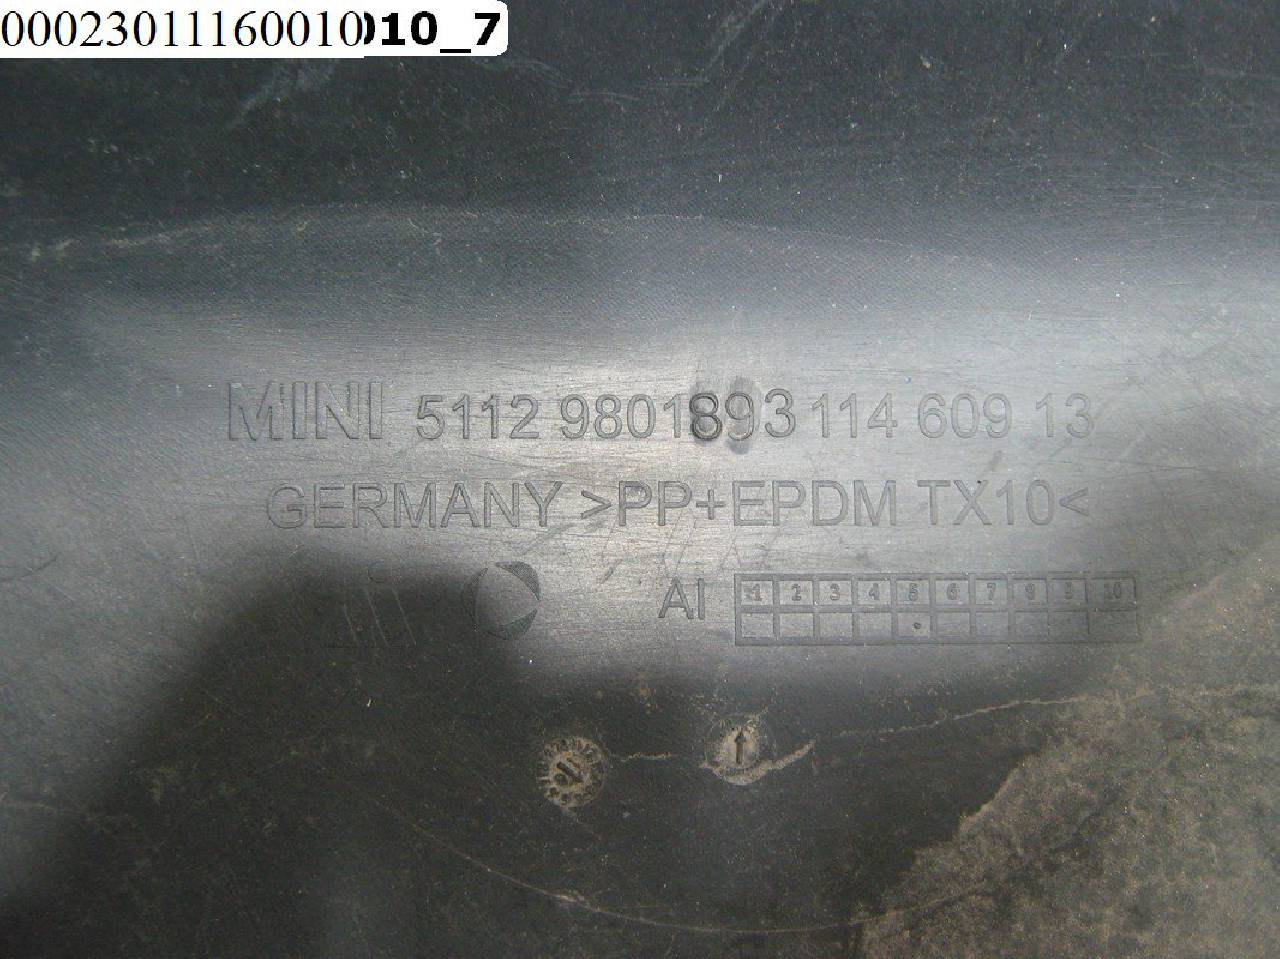 00023011160010010_7
MINI 5112 9801893 114 609 13
GERMANY >PP+EPDM TX10<
AI 1 2 3 4 5 6 7 8 9 10